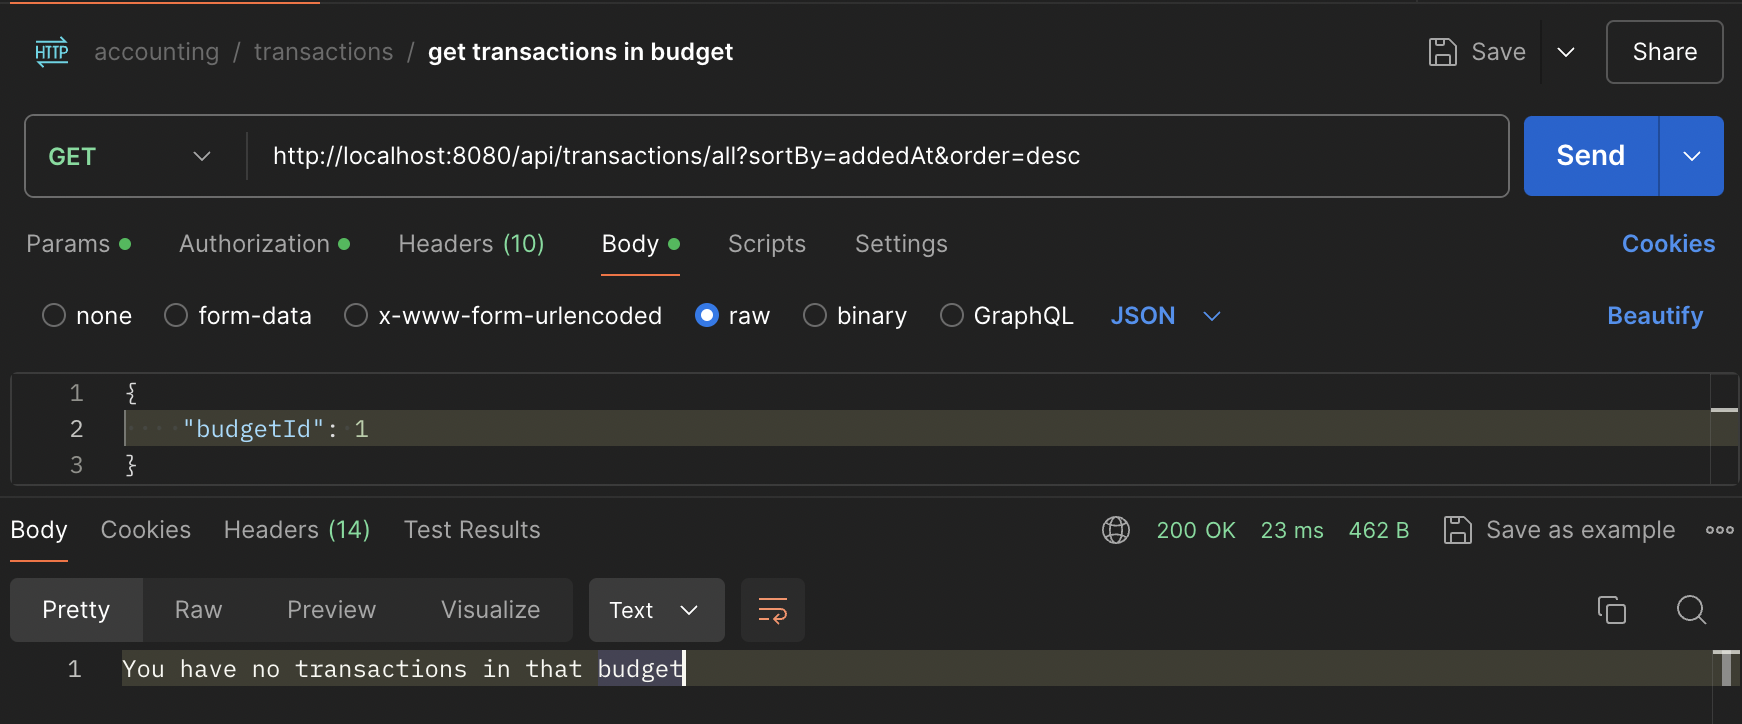 HTTP accounting / transactions / get transactions in budget Save Share
GET http://localhost:8080/api/transactions/all?sortBy=addedAt&order=desc Send
Params Authorization Headers (10) Body Scripts Settings Cookies
none form-data x-www-form-urlencoded raw binary GraphQL JSON Beautify
1 {
2 "budgetId": 1
3 }
Body Cookies Headers (14) Test Results 200 OK 23 ms 462 B Save as example
Pretty Raw Preview Visualize Text
1 You have no transactions in that budget